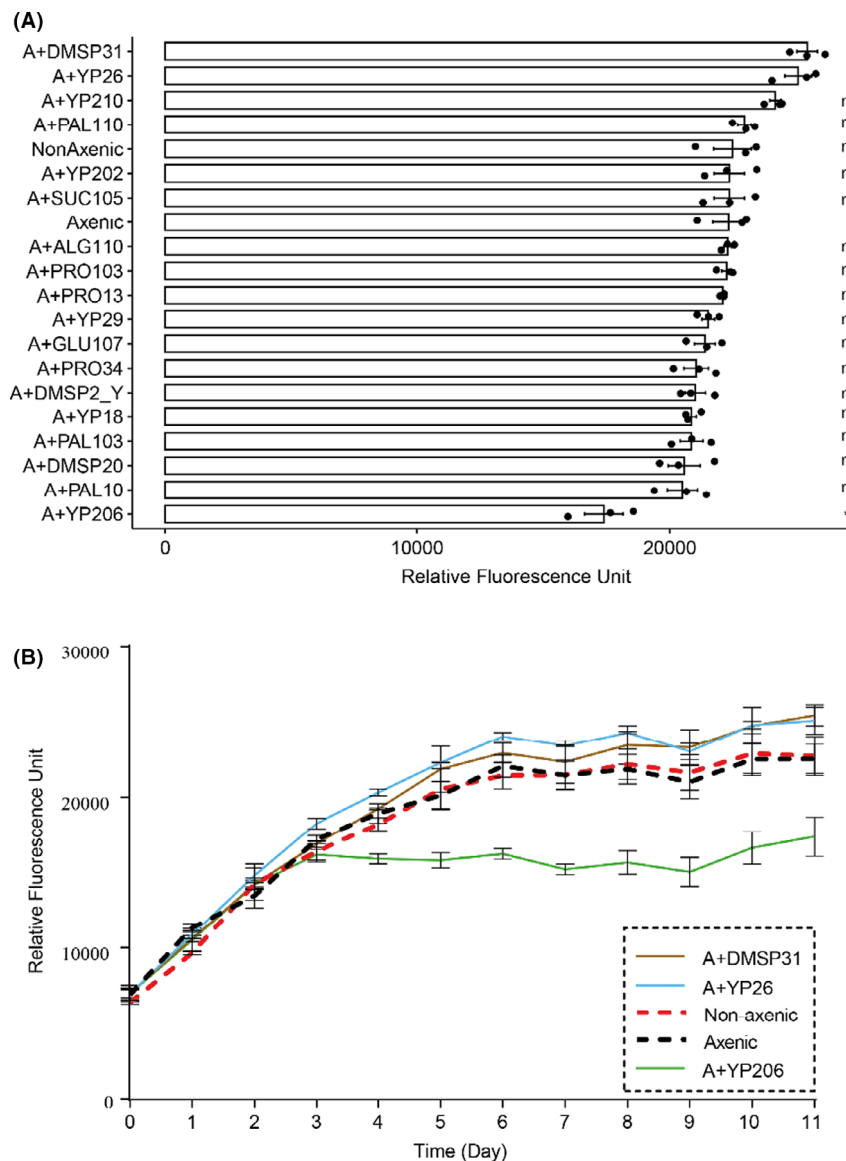 (A)
A+DMSP31
A+YP26
A+YP210
A+PAL110
NonAxenic
A+YP202
A+SUC105
Axenic
A+ALG110
A+PRO103
A+PRO13
A+YP29
A+GLU107
A+PRO34
A+DMSP2_Y
A+YP18
A+PAL103
A+DMSP20
A+PAL10
A+YP206
0 10000 20000
Relative Fluorescence Unit
(B)
30000
20000
10000
0
Relative Fluorescence Unit
A+DMSP31
A+YP26
Non-axenic
Axenic
A+YP206
0 1 2 3 4 5 6 7 8 9 10 11
Time (Day)